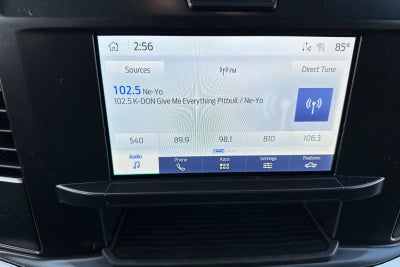 2:56
85°
Sources
FM
Direct Tune
102.5 Ne-Yo
102.5 K-DON Give Me Everything Pitbull / Ne-Yo
540 89.9 98.1 810 106.3
Audio Phone Apps Settings Features